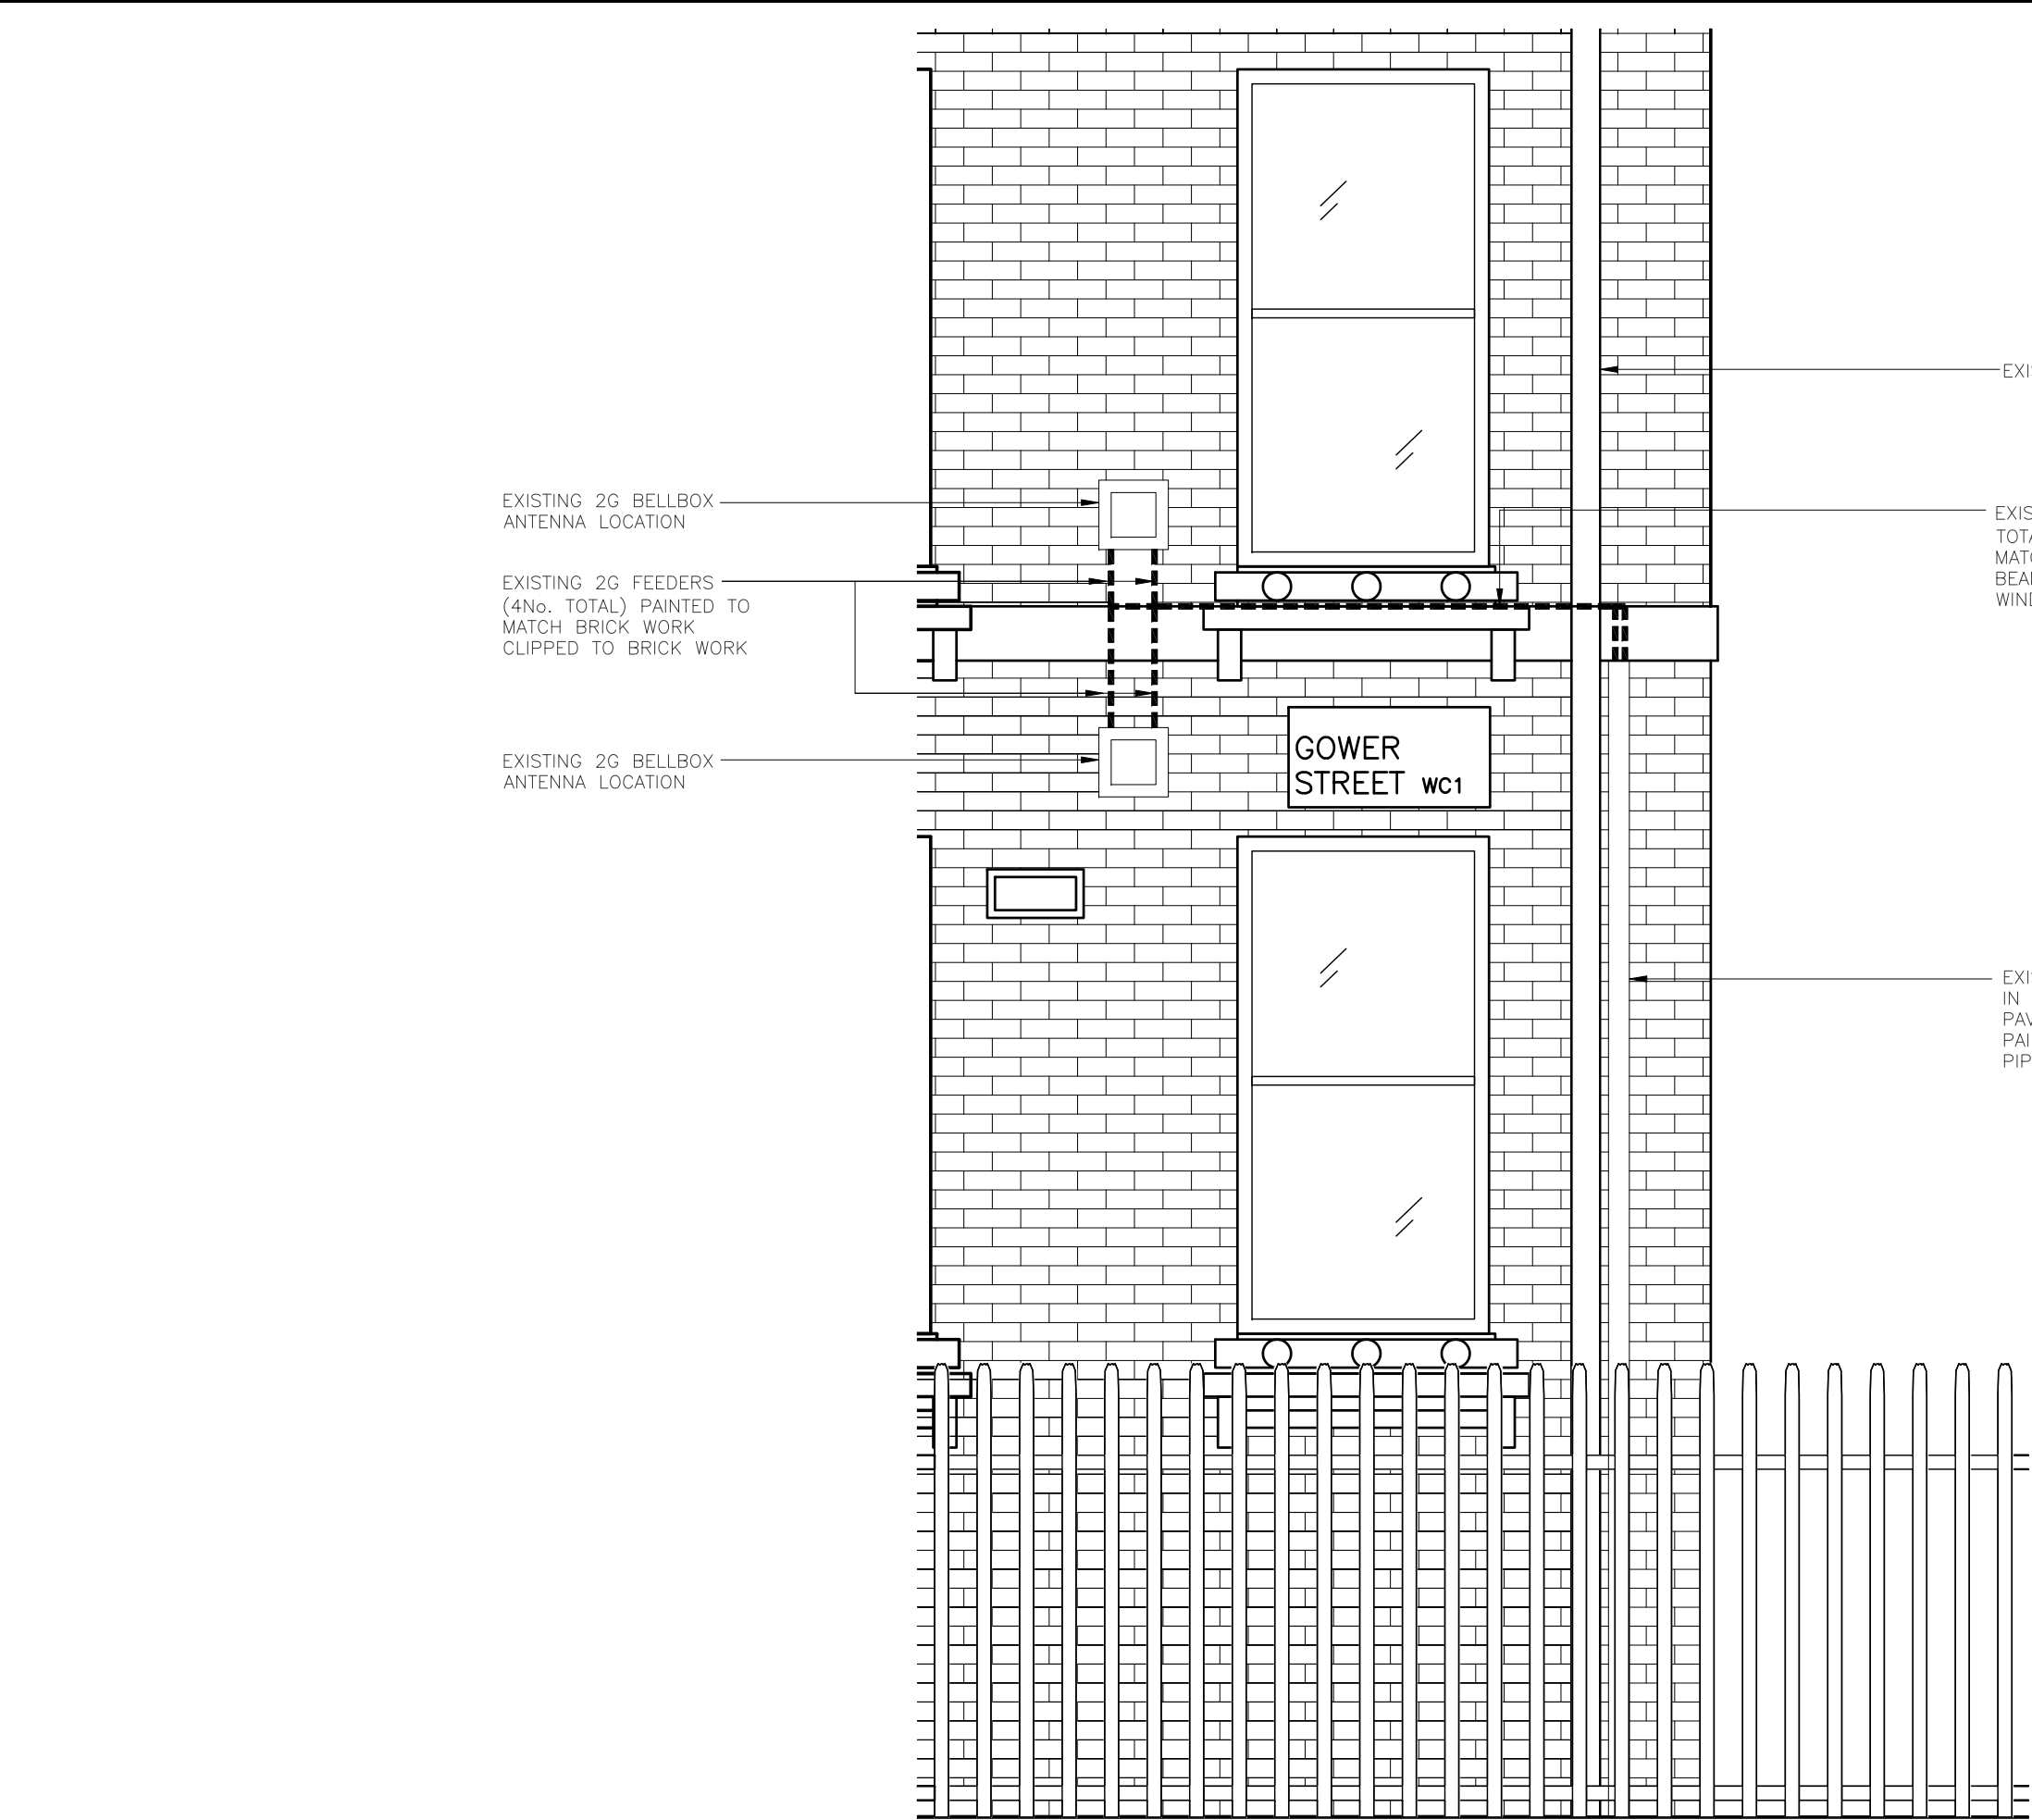 EXISTING 2G BELLBOX
ANTENNA LOCATION
EXISTING 2G FEEDERS
(4No. TOTAL) PAINTED TO
MATCH BRICK WORK
CLIPPED TO BRICK WORK
EXISTING 2G BELLBOX
ANTENNA LOCATION
GOWER
STREET WC1
IN